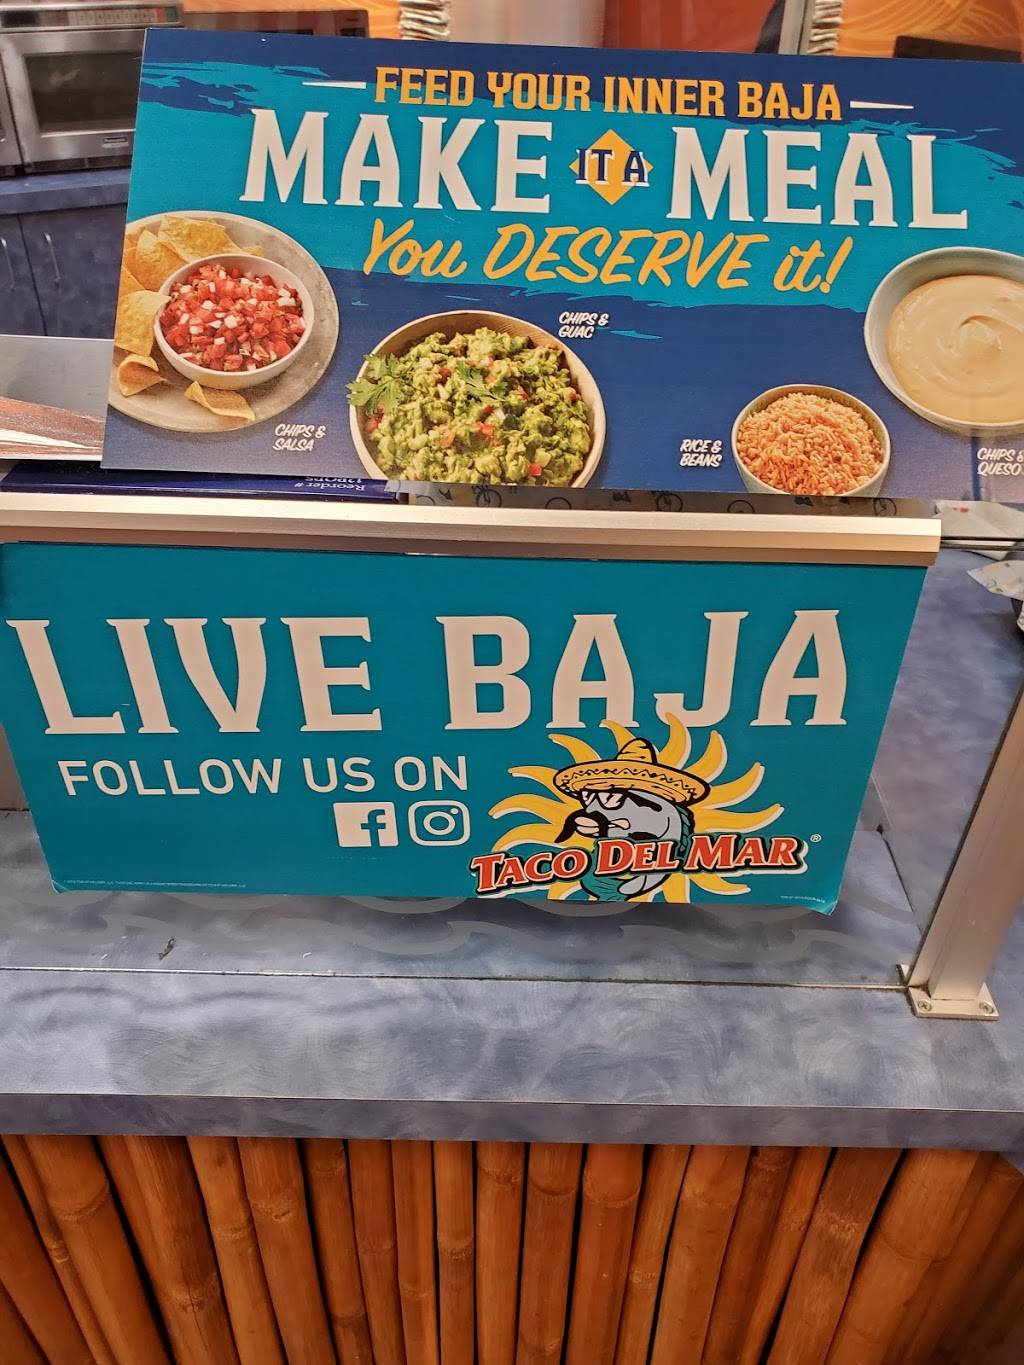 FEED YOUR INNER BAJA
MAKE IT A MEAL
You DESERVE it!
CHIPS &
SALSA
CHIPS &
GUAC
RICE &
BEANS
CHIPS &
QUESO
Reorder #
LIVE BAJA
FOLLOW US ON
TACO DEL MAR ®